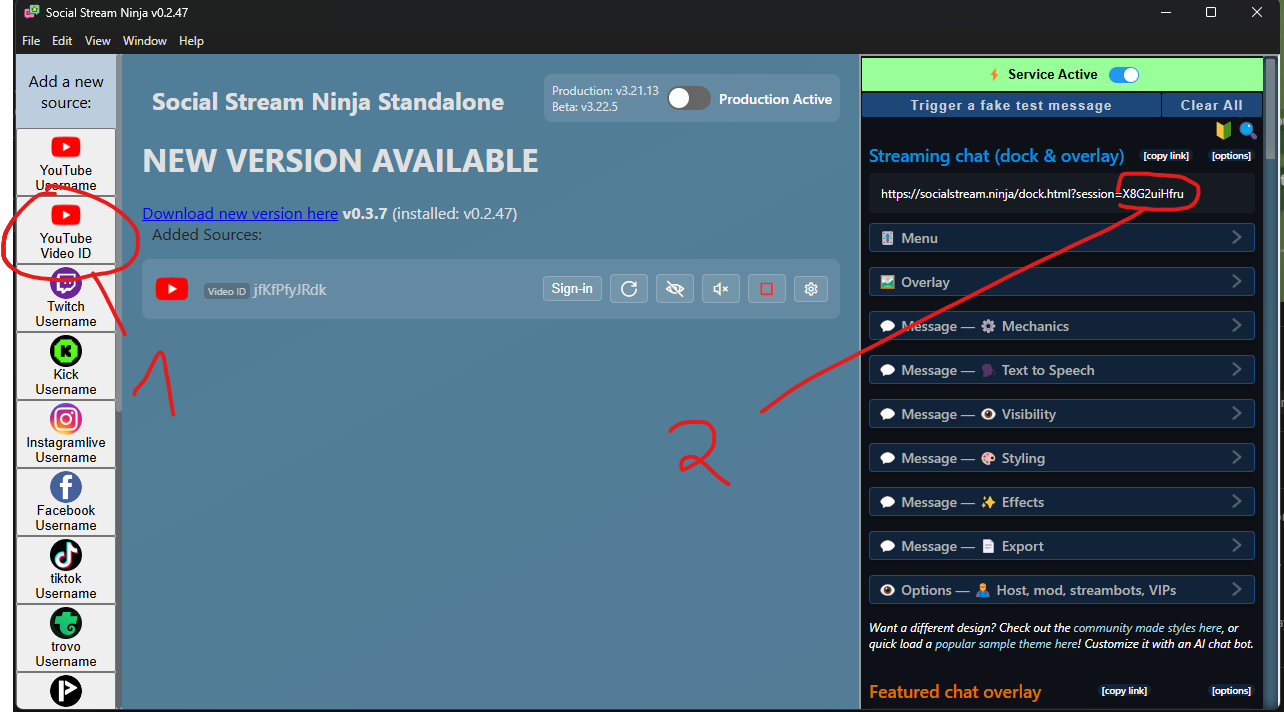 Social Stream Ninja v0.2.47
File Edit View Window Help
Add a new
source:
YouTube
Username
YouTube
Video ID
Twitch
Username
Kick
Username
Instagramlive
Username
Facebook
Username
tiktok
Username
trovo
Username
Social Stream Ninja Standalone
Production: v3.21.13
Beta: v3.22.5
Production Active
NEW VERSION AVAILABLE
Download new version here v0.3.7 (installed: v0.2.47)
Added Sources:
Video ID jfKfPfyJRdk
Sign-in
1
2
⚡ Service Active
Trigger a fake test message
Clear All
Streaming chat (dock & overlay) [copy link] [options]
https://socialstream.ninja/dock.html?session=X8G2uiHfru
Menu
Overlay
Message — Mechanics
Message — Text to Speech
Message — Visibility
Message — Styling
Message — Effects
Message — Export
Options — Host, mod, streambots, VIPs
Want a different design? Check out the community made styles here, or
quick load a popular sample theme here! Customize it with an AI chat bot.
Featured chat overlay [copy link] [options]